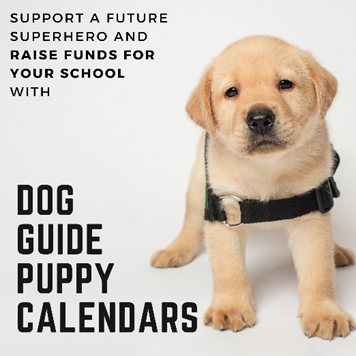 SUPPORT A FUTURE
SUPERHERO AND
RAISE FUNDS FOR
YOUR SCHOOL
WITH
DOG
GUIDE
PUPPY
CALENDARS